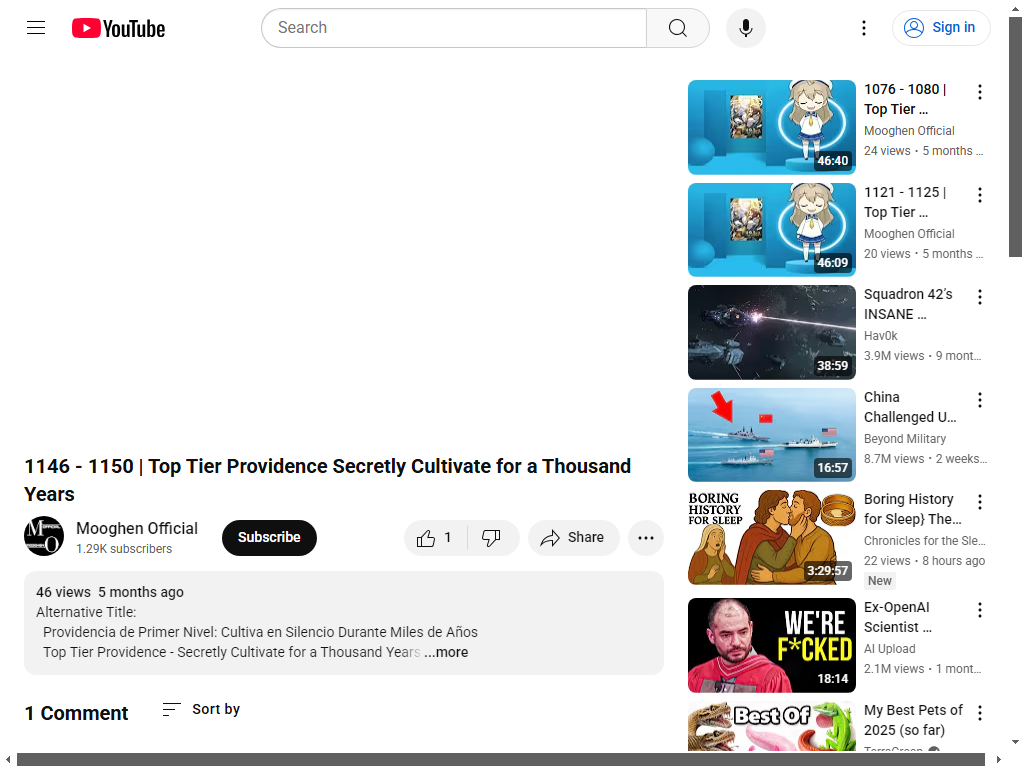 YouTube
Search
Sign in
1146 - 1150 | Top Tier Providence Secretly Cultivate for a Thousand
Years
Mooghen Official
1.29K subscribers
Subscribe
1
Share
46 views 5 months ago
Alternative Title:
Providencia de Primer Nivel: Cultiva en Silencio Durante Miles de Años
Top Tier Providence - Secretly Cultivate for a Thousand Years ...more
1 Comment
Sort by
46:40
1076 - 1080 |
Top Tier ...
Mooghen Official
24 views • 5 months ...
46:09
1121 - 1125 |
Top Tier ...
Mooghen Official
20 views • 5 months ...
38:59
Squadron 42's
INSANE ...
Hav0k
3.9M views • 9 mont...
16:57
China
Challenged U...
Beyond Military
8.7M views • 2 weeks...
BORING
HISTORY
FOR SLEEP
3:29:57
Boring History
for Sleep} The...
Chronicles for the Sle...
22 views • 8 hours ago
New
WE'RE
F*CKED
18:14
Ex-OpenAI
Scientist ...
AI Upload
2.1M views • 1 mont...
Best Of
My Best Pets of
2025 (so far)